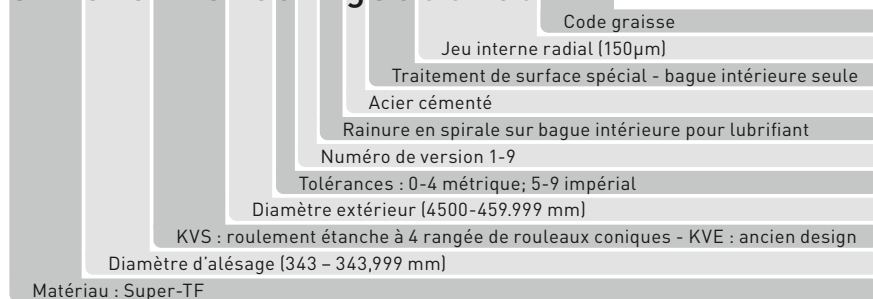 Code graisse
Jeu interne radial (150µm)
Traitement de surface spécial - bague intérieure seule
Acier cémenté
Rainure en spirale sur bague intérieure pour lubrifiant
Numéro de version 1-9
Tolérances : 0-4 métrique; 5-9 impérial
Diamètre extérieur (4500-459.999 mm)
KVS : roulement étanche à 4 rangée de rouleaux coniques - KVE : ancien design
Diamètre d'alésage (343 – 343,999 mm)
Matériau : Super-TF